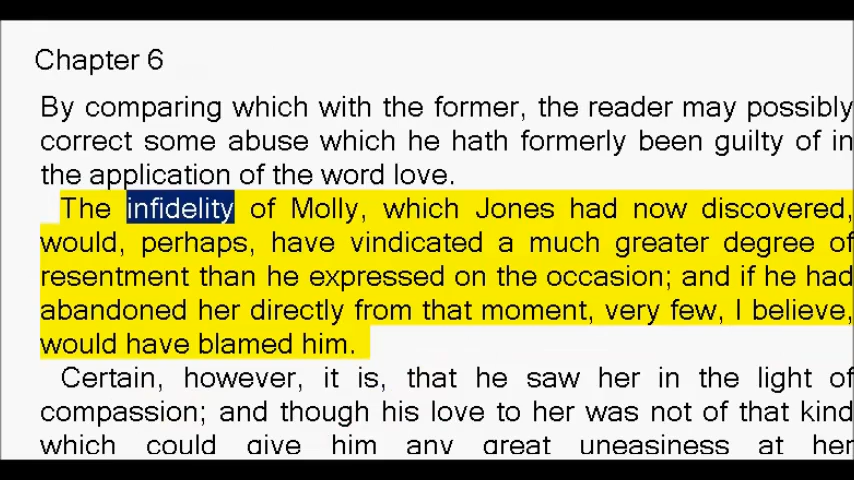 Chapter 6
By comparing which with the former, the reader may possibly
correct some abuse which he hath formerly been guilty of in
the application of the word love.
The infidelity of Molly, which Jones had now discovered,
would, perhaps, have vindicated a much greater degree of
resentment than he expressed on the occasion; and if he had
abandoned her directly from that moment, very few, I believe,
would have blamed him.
Certain, however, it is, that he saw her in the light of
compassion; and though his love to her was not of that kind
which could give him any great uneasiness at her